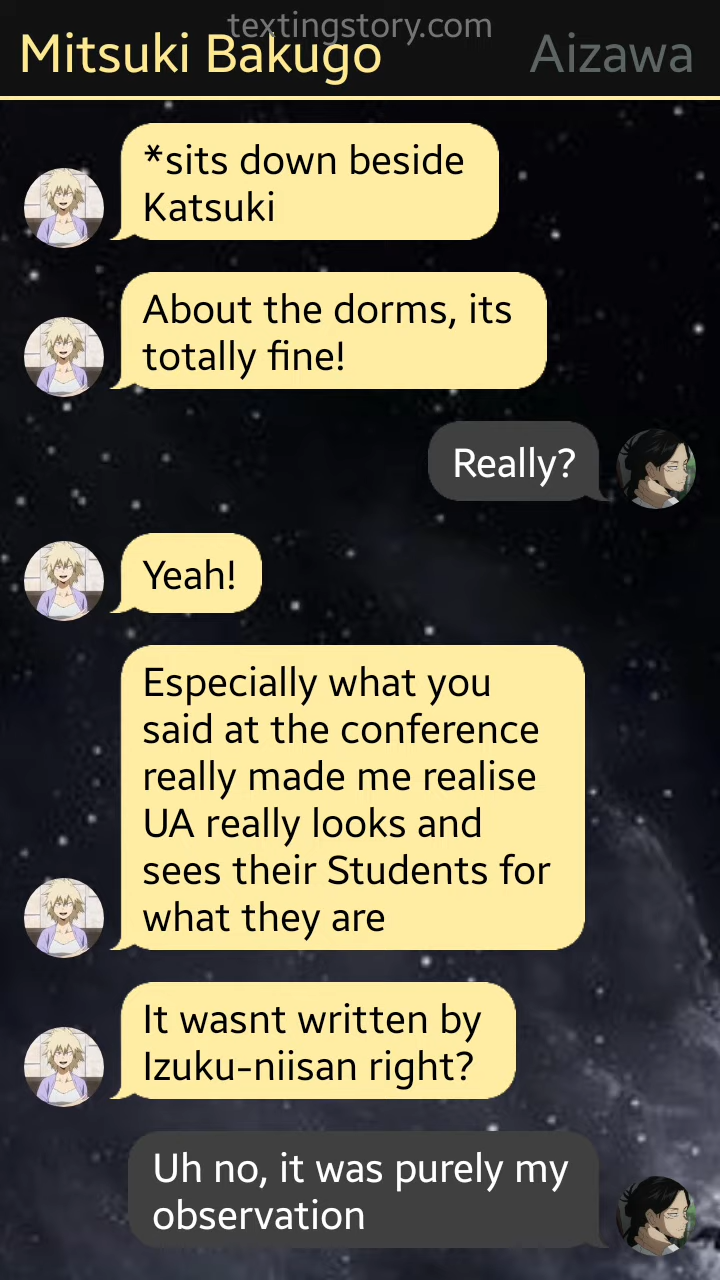 textingstory.com
Mitsuki Bakugo Aizawa
*sits down beside
Katsuki
About the dorms, its
totally fine!
Really?
Yeah!
Especially what you
said at the conference
really made me realise
UA really looks and
sees their Students for
what they are
It wasnt written by
Izuku-niisan right?
Uh no, it was purely my
observation